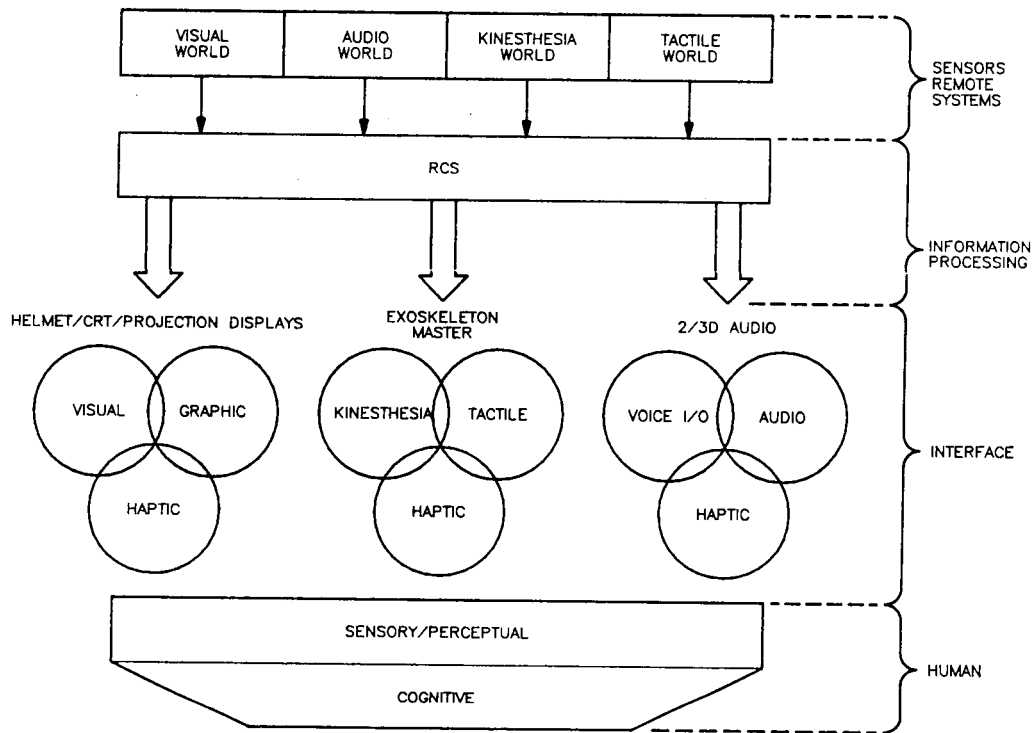 VISUAL
WORLD
AUDIO
WORLD
KINESTHESIA
WORLD
TACTILE
WORLD
SENSORS
REMOTE
SYSTEMS
RCS
INFORMATION
PROCESSING
HELMET/CRT/PROJECTION DISPLAYS
EXOSKELETON
MASTER
2/3D AUDIO
VISUAL
GRAPHIC
HAPTIC
KINESTHESIA
TACTILE
HAPTIC
VOICE I/O
AUDIO
HAPTIC
INTERFACE
SENSORY/PERCEPTUAL
COGNITIVE
HUMAN